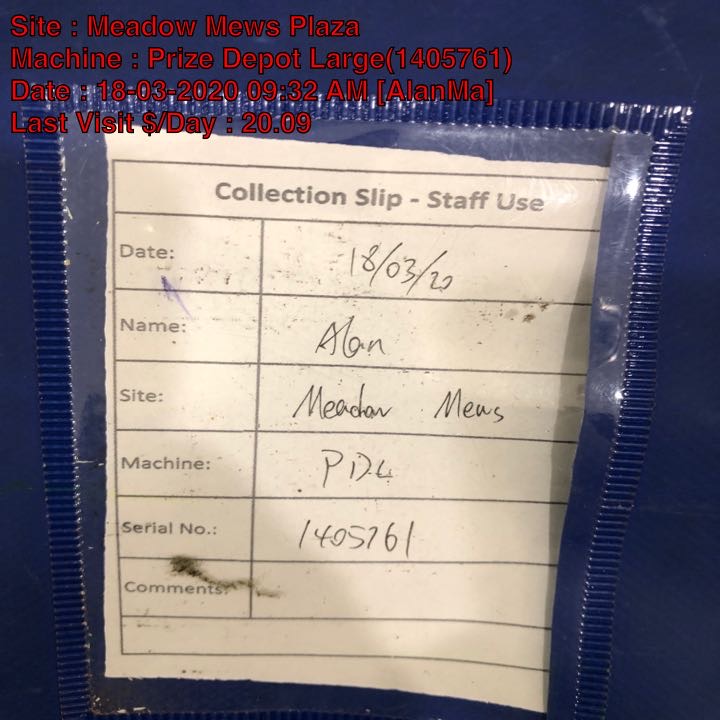 Site : Meadow Mews Plaza
Machine : Prize Depot Large(1405761)
Date : 18-03-2020 09:32 AM [AlanMa]
Last Visit $/Day : 20.09
Collection Slip - Staff Use
Date: 18/03/20
Name: Alan
Site: Meadow Mews
Machine: PDL
Serial No.: 1405761
Comments: